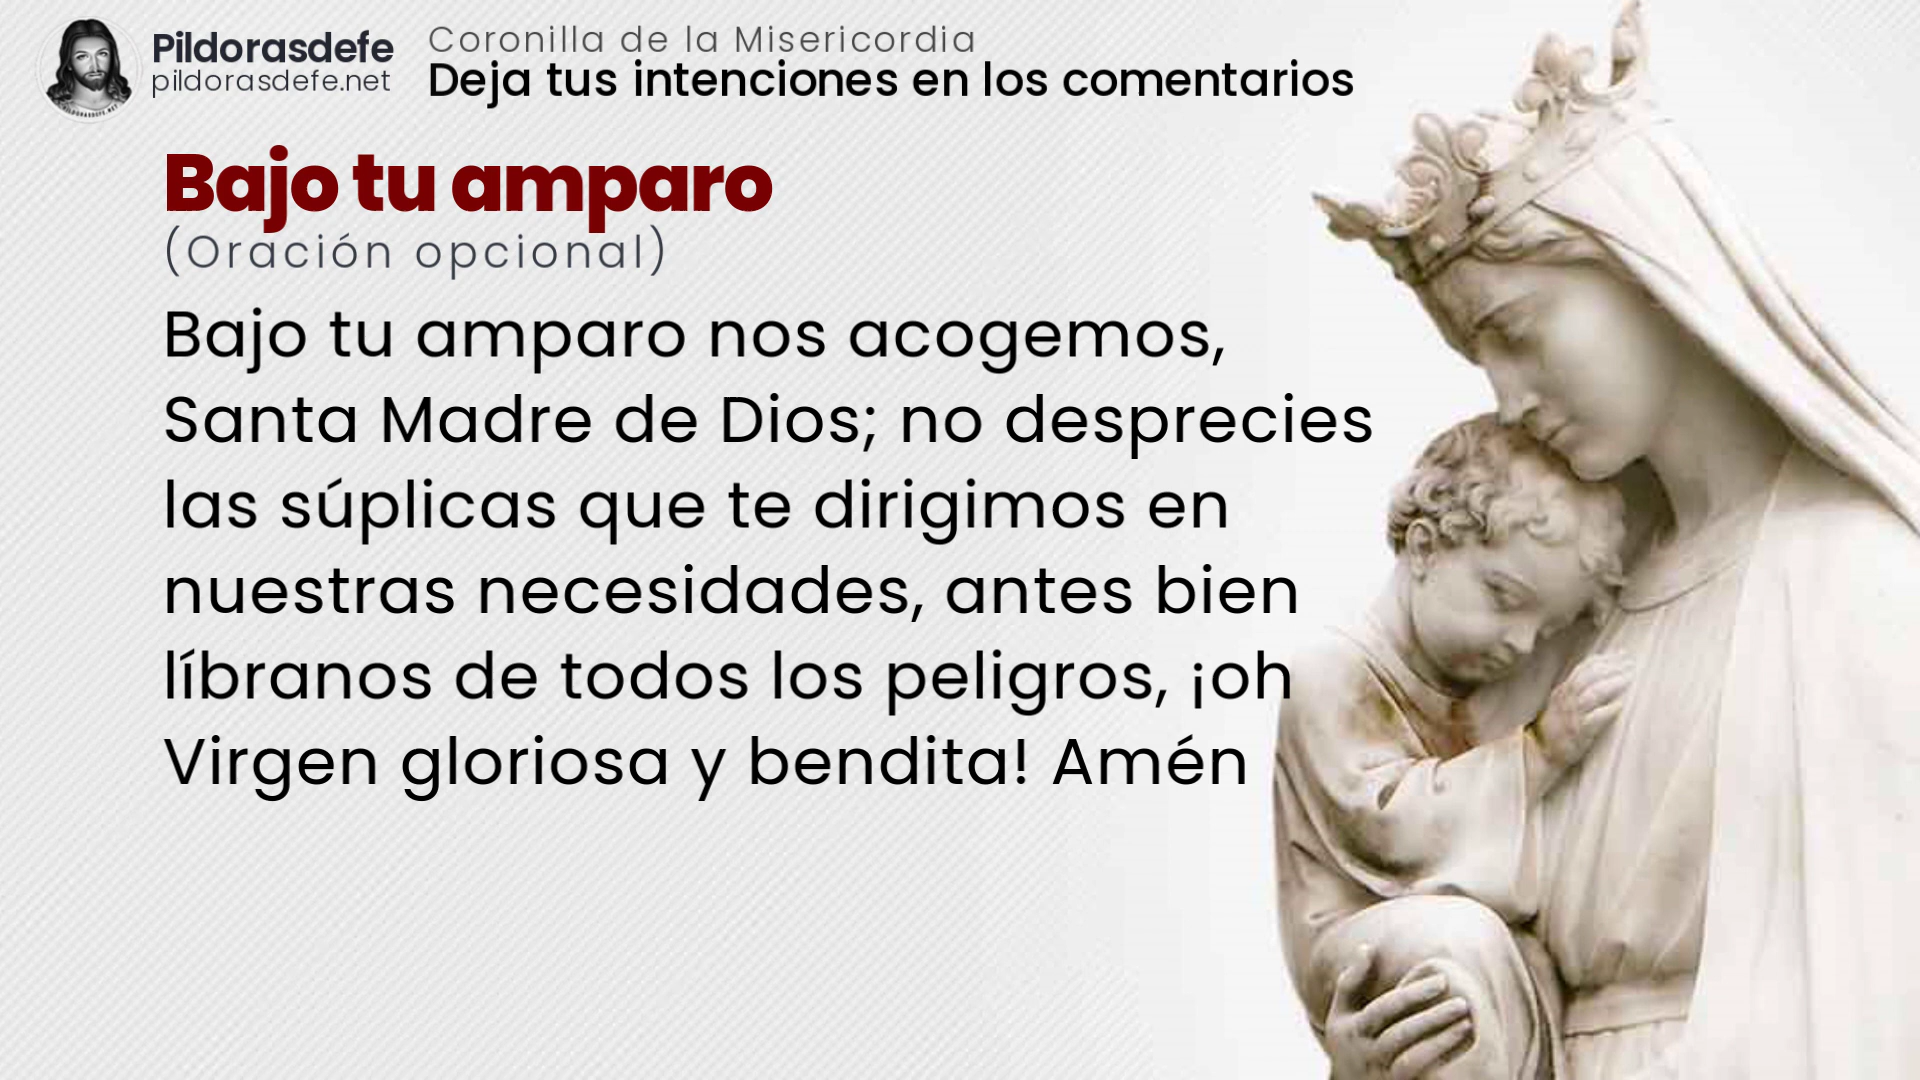 Pildorasdefe
pildorasdefe.net
Coronilla de la Misericordia
Deja tus intenciones en los comentarios
Bajo tu amparo
(Oración opcional)
Bajo tu amparo nos acogemos,
Santa Madre de Dios; no desprecies
las súplicas que te dirigimos en
nuestras necesidades, antes bien
líbranos de todos los peligros, ¡oh
Virgen gloriosa y bendita! Amén